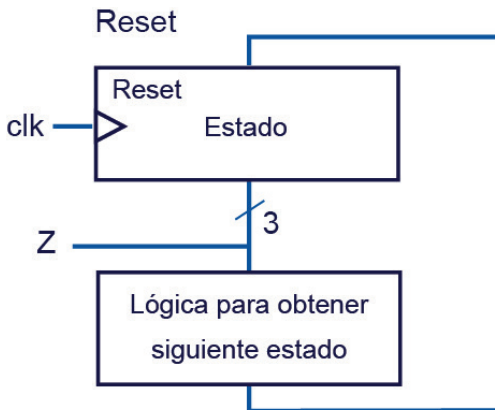 Reset
Reset
clk
Estado
3
Z
Lógica para obtener
siguiente estado